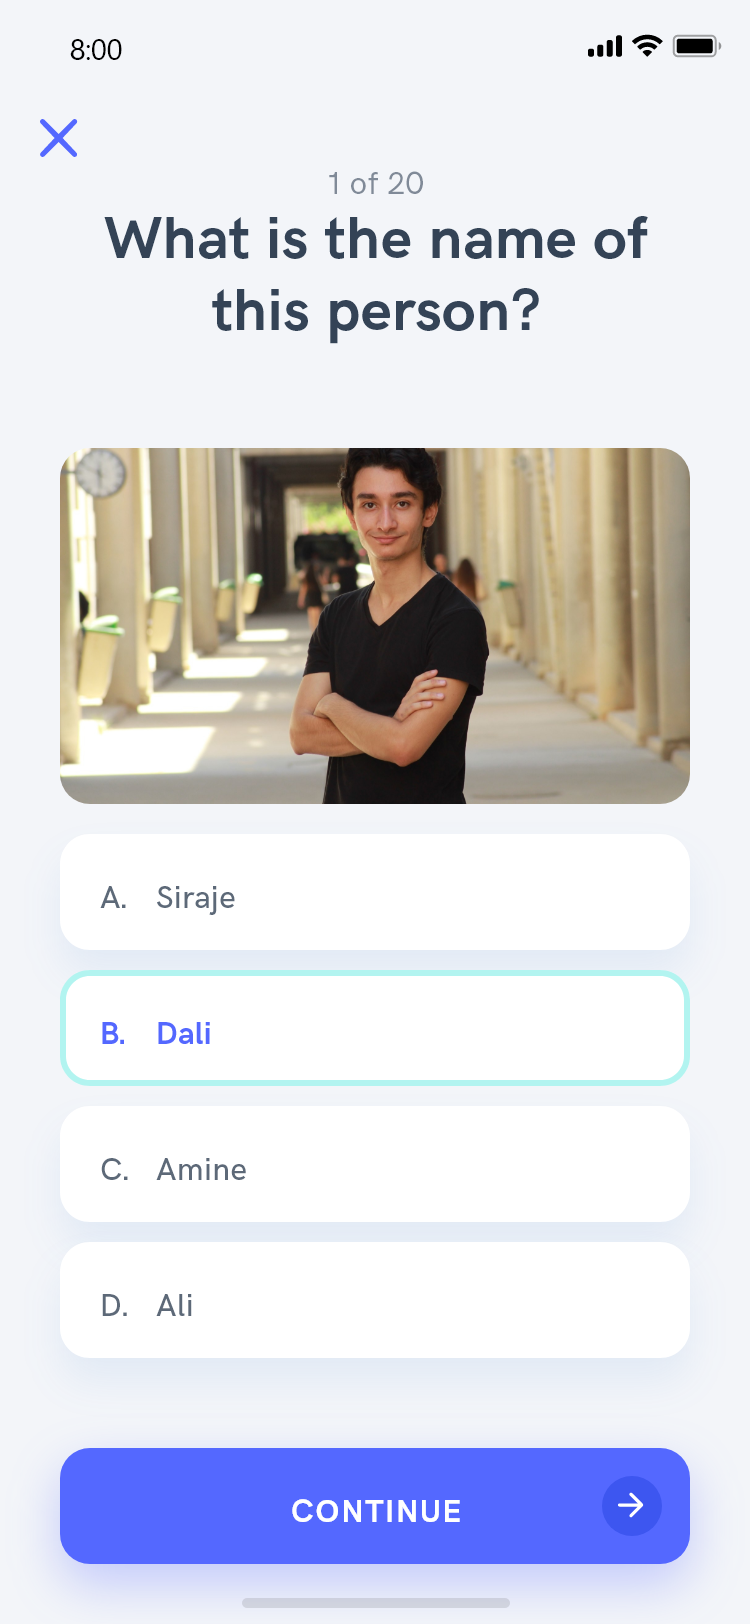 8:00
1 of 20
What is the name of
this person?
A. Siraje
B. Dali
C. Amine
D. Ali
CONTINUE